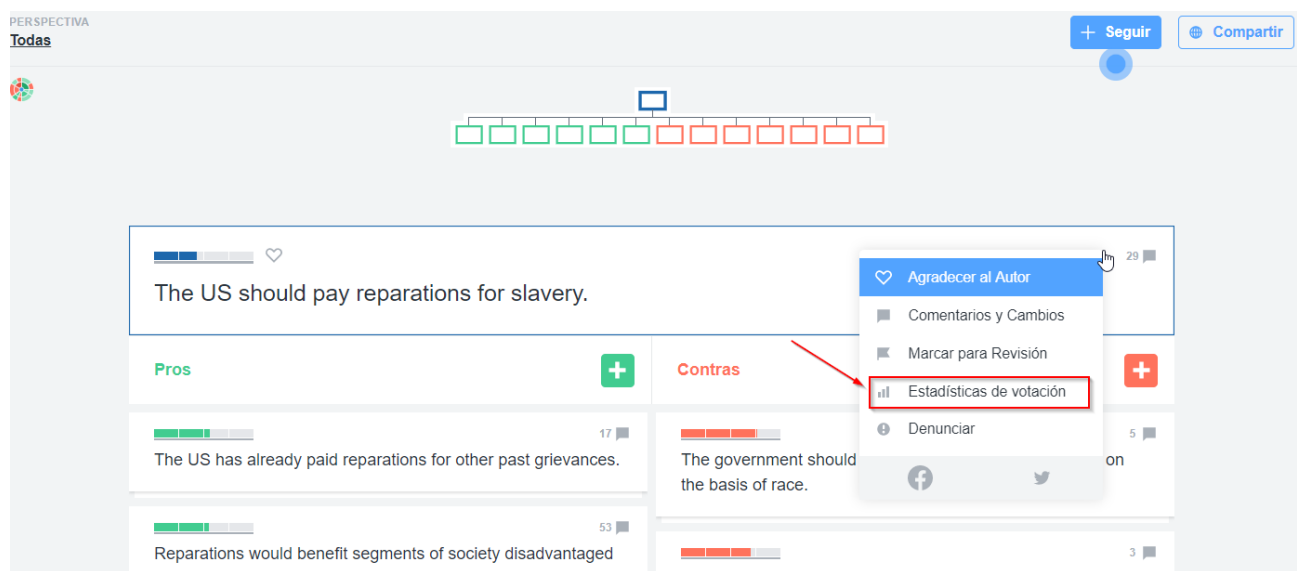 PERSPECTIVA
Todas
+ Seguir
Compartir
29
The US should pay reparations for slavery.
Agradecer al Autor
Comentarios y Cambios
Marcar para Revisión
Estadísticas de votación
Denunciar
Pros
+
Contras
+
17
The US has already paid reparations for other past grievances.
5
The government should
on
the basis of race.
53
Reparations would benefit segments of society disadvantaged
3